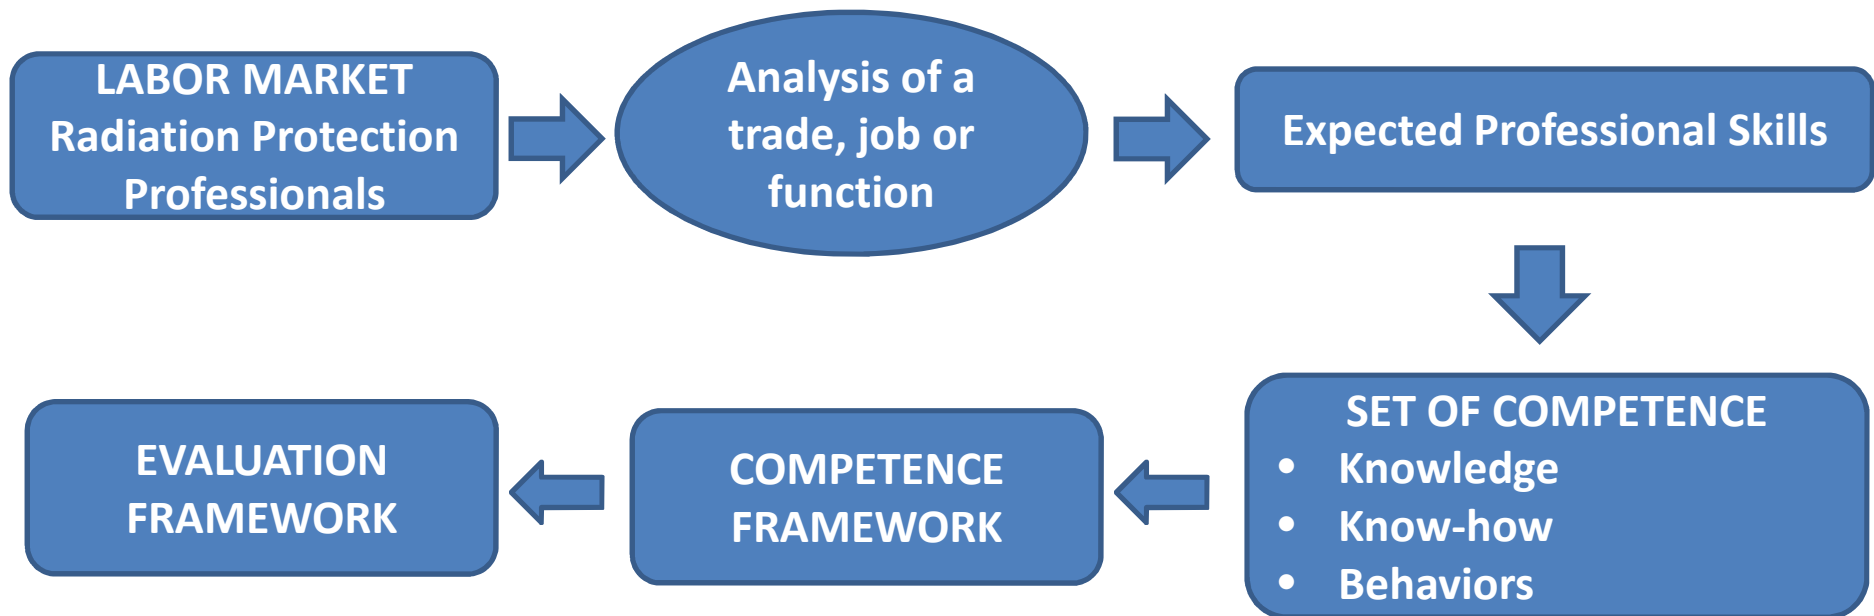 LABOR MARKET
Radiation Protection
Professionals
Analysis of a
trade, job or
function
Expected Professional Skills
SET OF COMPETENCE
• Knowledge
• Know-how
• Behaviors
COMPETENCE
FRAMEWORK
EVALUATION
FRAMEWORK